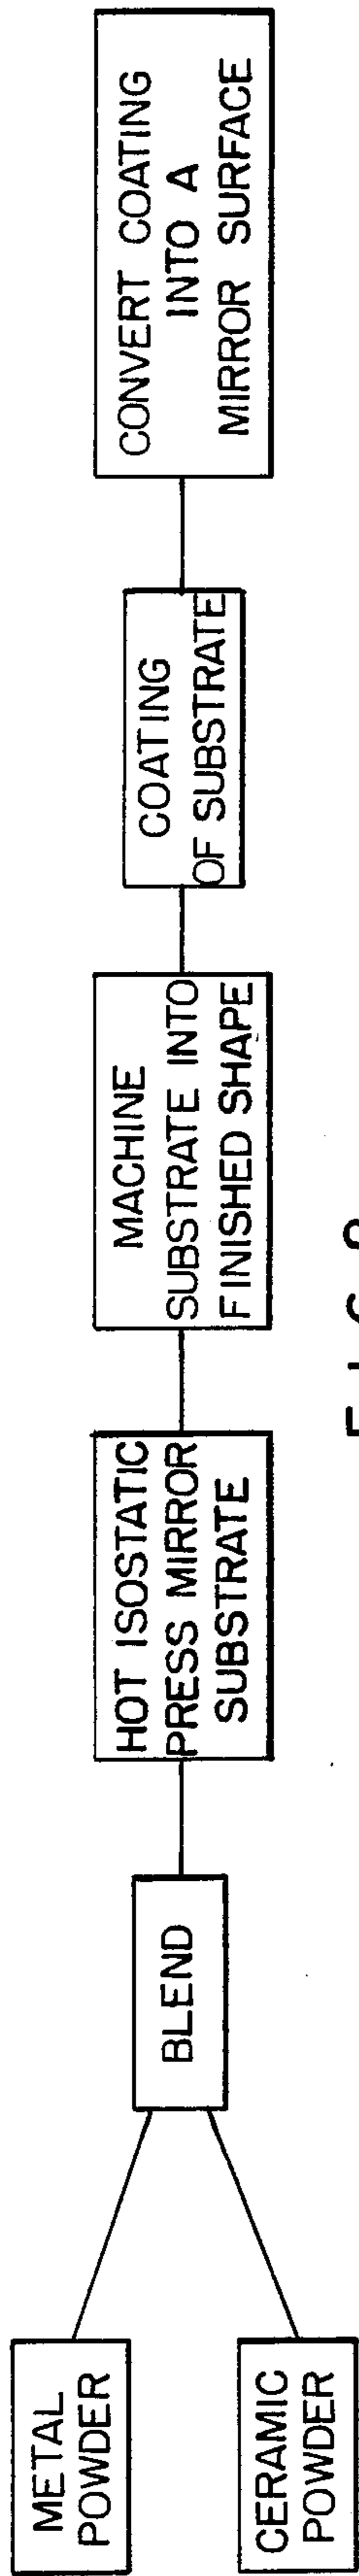 METAL
POWDER
CERAMIC
POWDER
BLEND
HOT ISOSTATIC
PRESS MIRROR
SUBSTRATE
MACHINE
SUBSTRATE INTO
FINISHED SHAPE
COATING
OF SUBSTRATE
CONVERT COATING
INTO A
MIRROR SURFACE